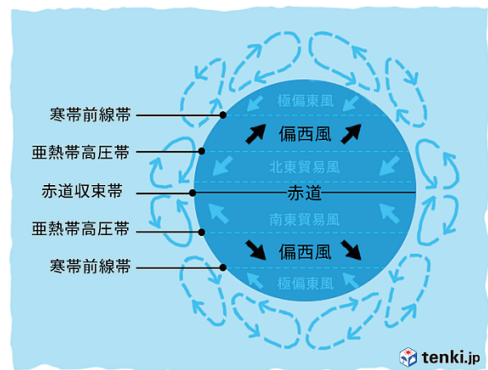 極偏東風
寒帯前線帯
偏西風
亜熱帯高圧帯
北東貿易風
赤道収束帯
赤道
南東貿易風
亜熱帯高圧帯
偏西風
寒帯前線帯
極偏東風
tenki.jp